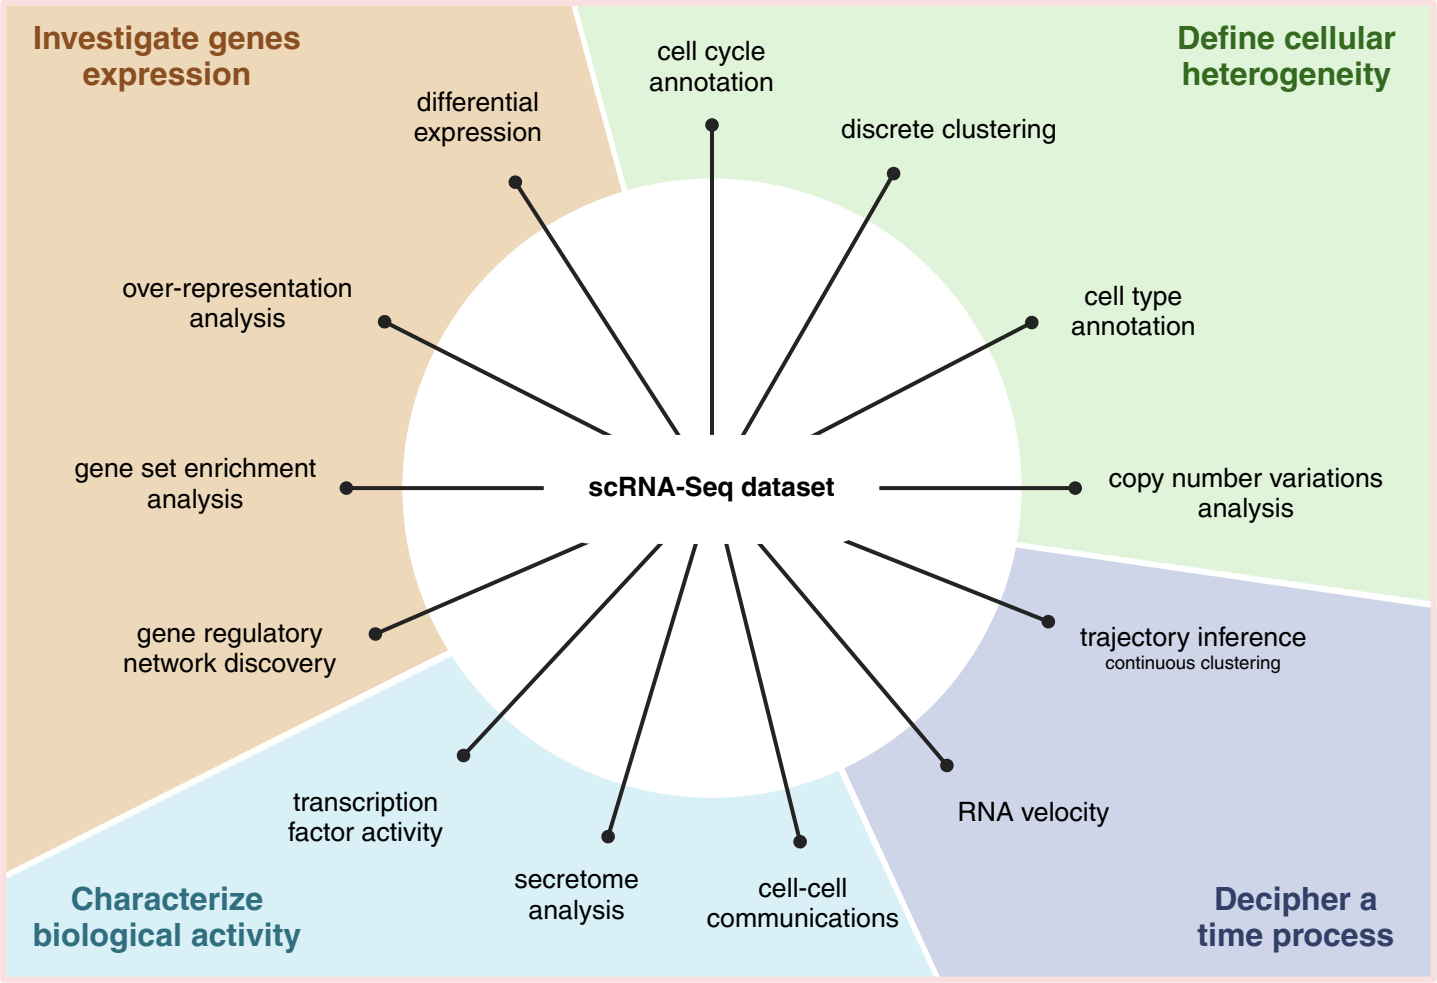 Investigate genes
expression
differential
expression
over-representation
analysis
gene set enrichment
analysis
gene regulatory
network discovery
cell cycle
annotation
Define cellular
heterogeneity
discrete clustering
cell type
annotation
copy number variations
analysis
scRNA-Seq dataset
trajectory inference
continuous clustering
RNA velocity
Decipher a
time process
transcription
factor activity
secretome
analysis
cell-cell
communications
Characterize
biological activity